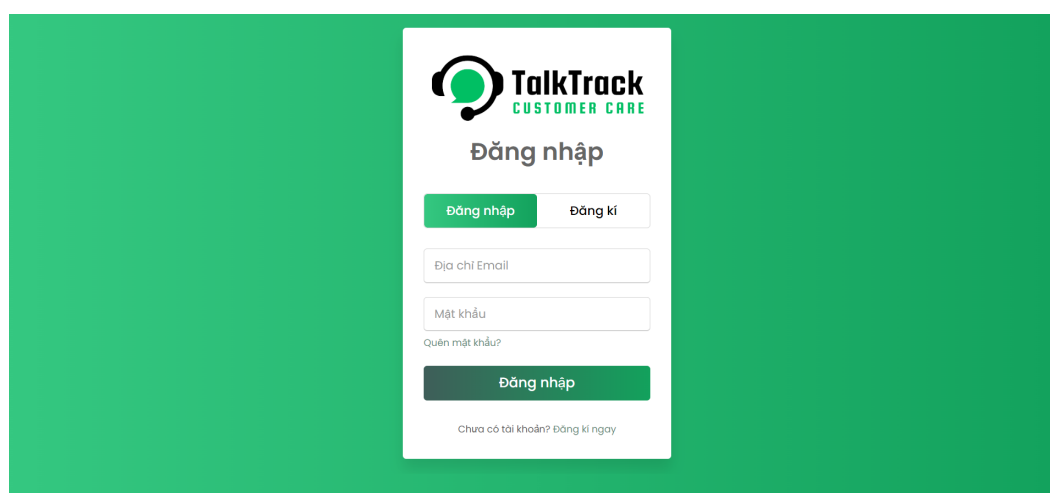 TalkTrack
CUSTOMER CARE
Đăng nhập
Đăng nhập Đăng kí
Địa chỉ Email
Mật khẩu
Quên mật khẩu?
Đăng nhập
Chưa có tài khoản? Đăng kí ngay